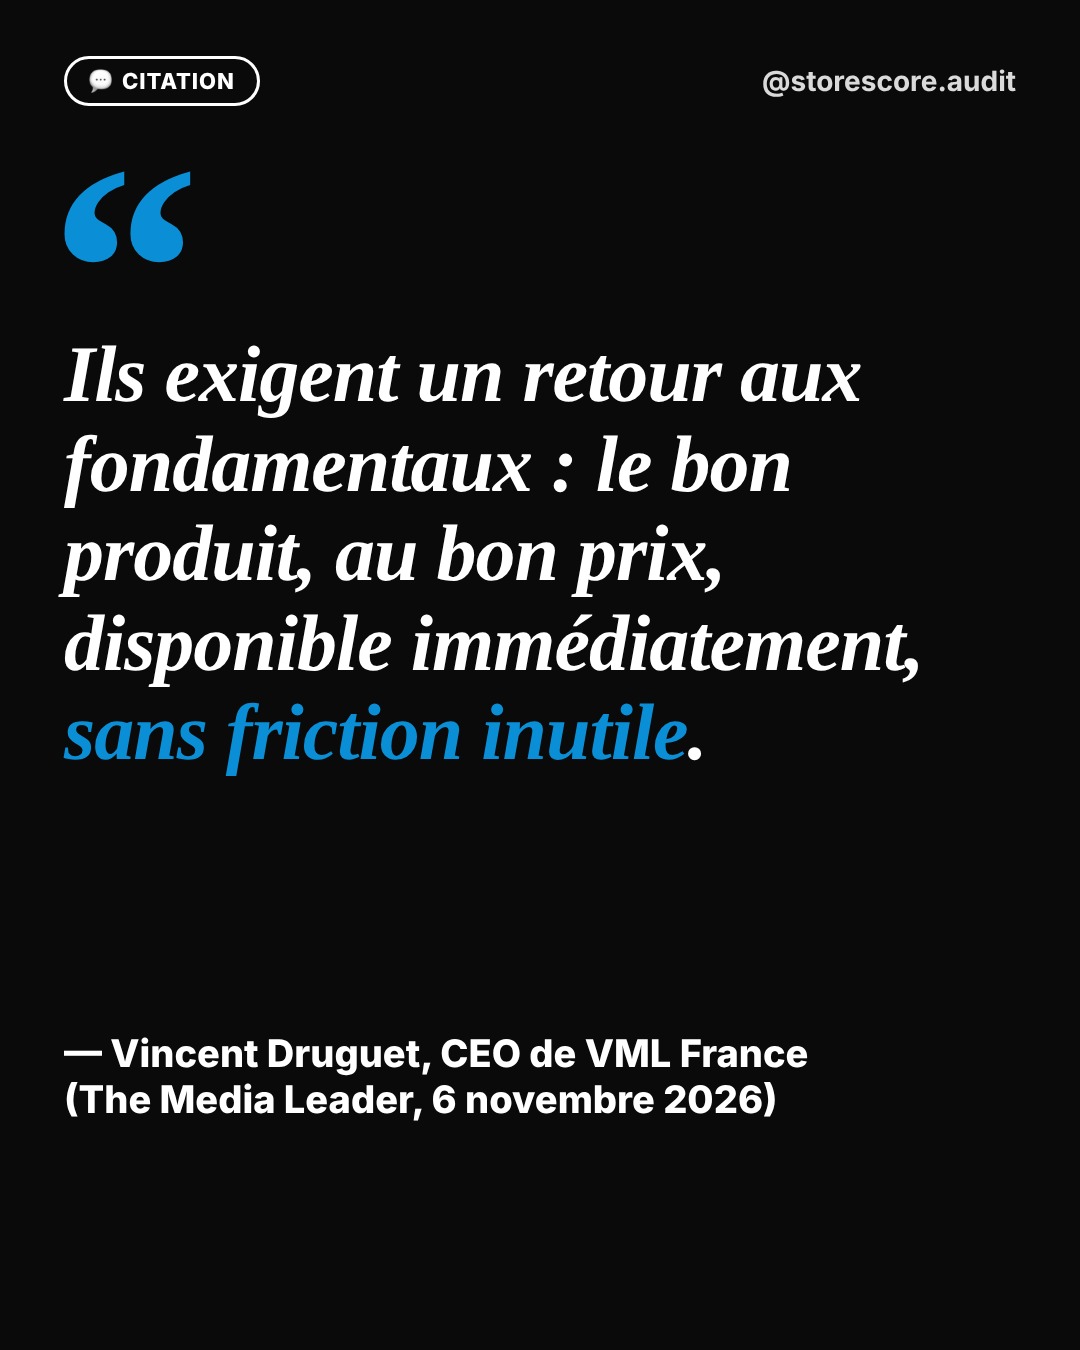 💬 CITATION
@storescore.audit
“
Ils exigent un retour aux
fondamentaux : le bon
produit, au bon prix,
disponible immédiatement,
sans friction inutile.
— Vincent Druguet, CEO de VML France
(The Media Leader, 6 novembre 2026)